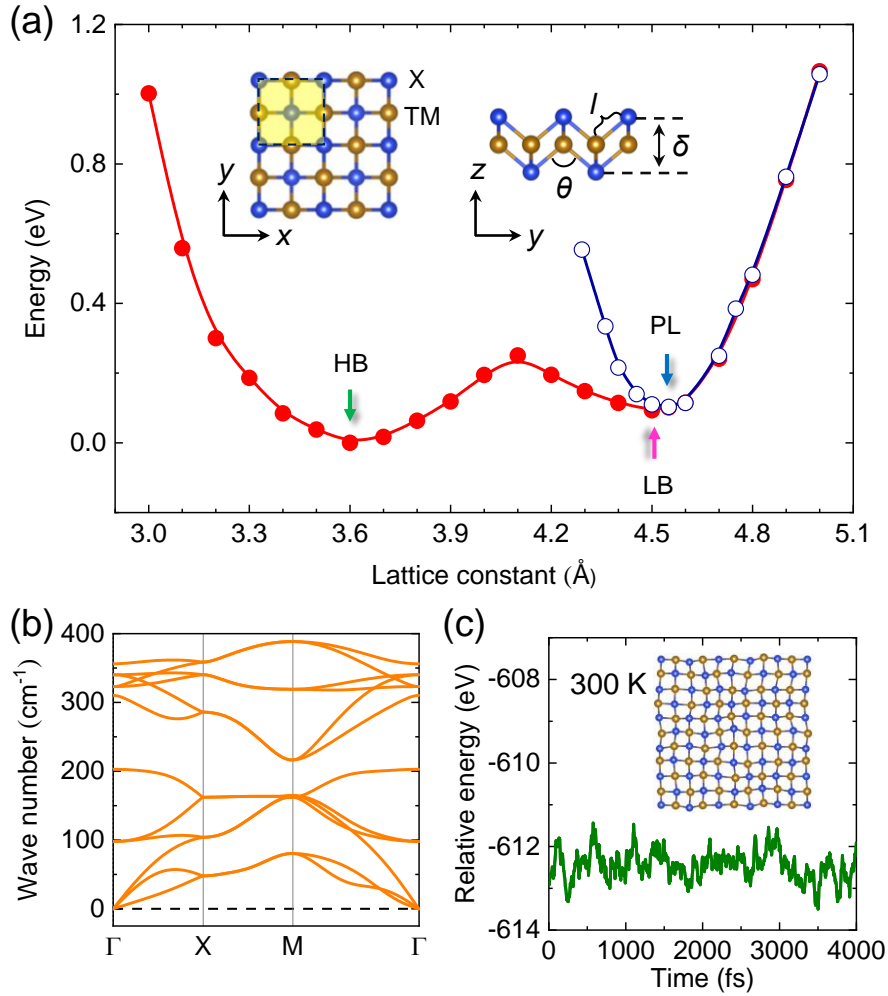 (a)
1.2
0.8
0.4
0.0
Energy (eV)
X
TM
y
x
l
δ
θ
z
y
HB
PL
LB
3.0 3.3 3.6 3.9 4.2 4.5 4.8 5.1
Lattice constant (Å)
(b)
400
300
200
100
0
Wave number (cm⁻¹)
Γ X M Γ
(c)
-608
-610
-612
-614
Relative energy (eV)
300 K
0 1000 2000 3000 4000
Time (fs)